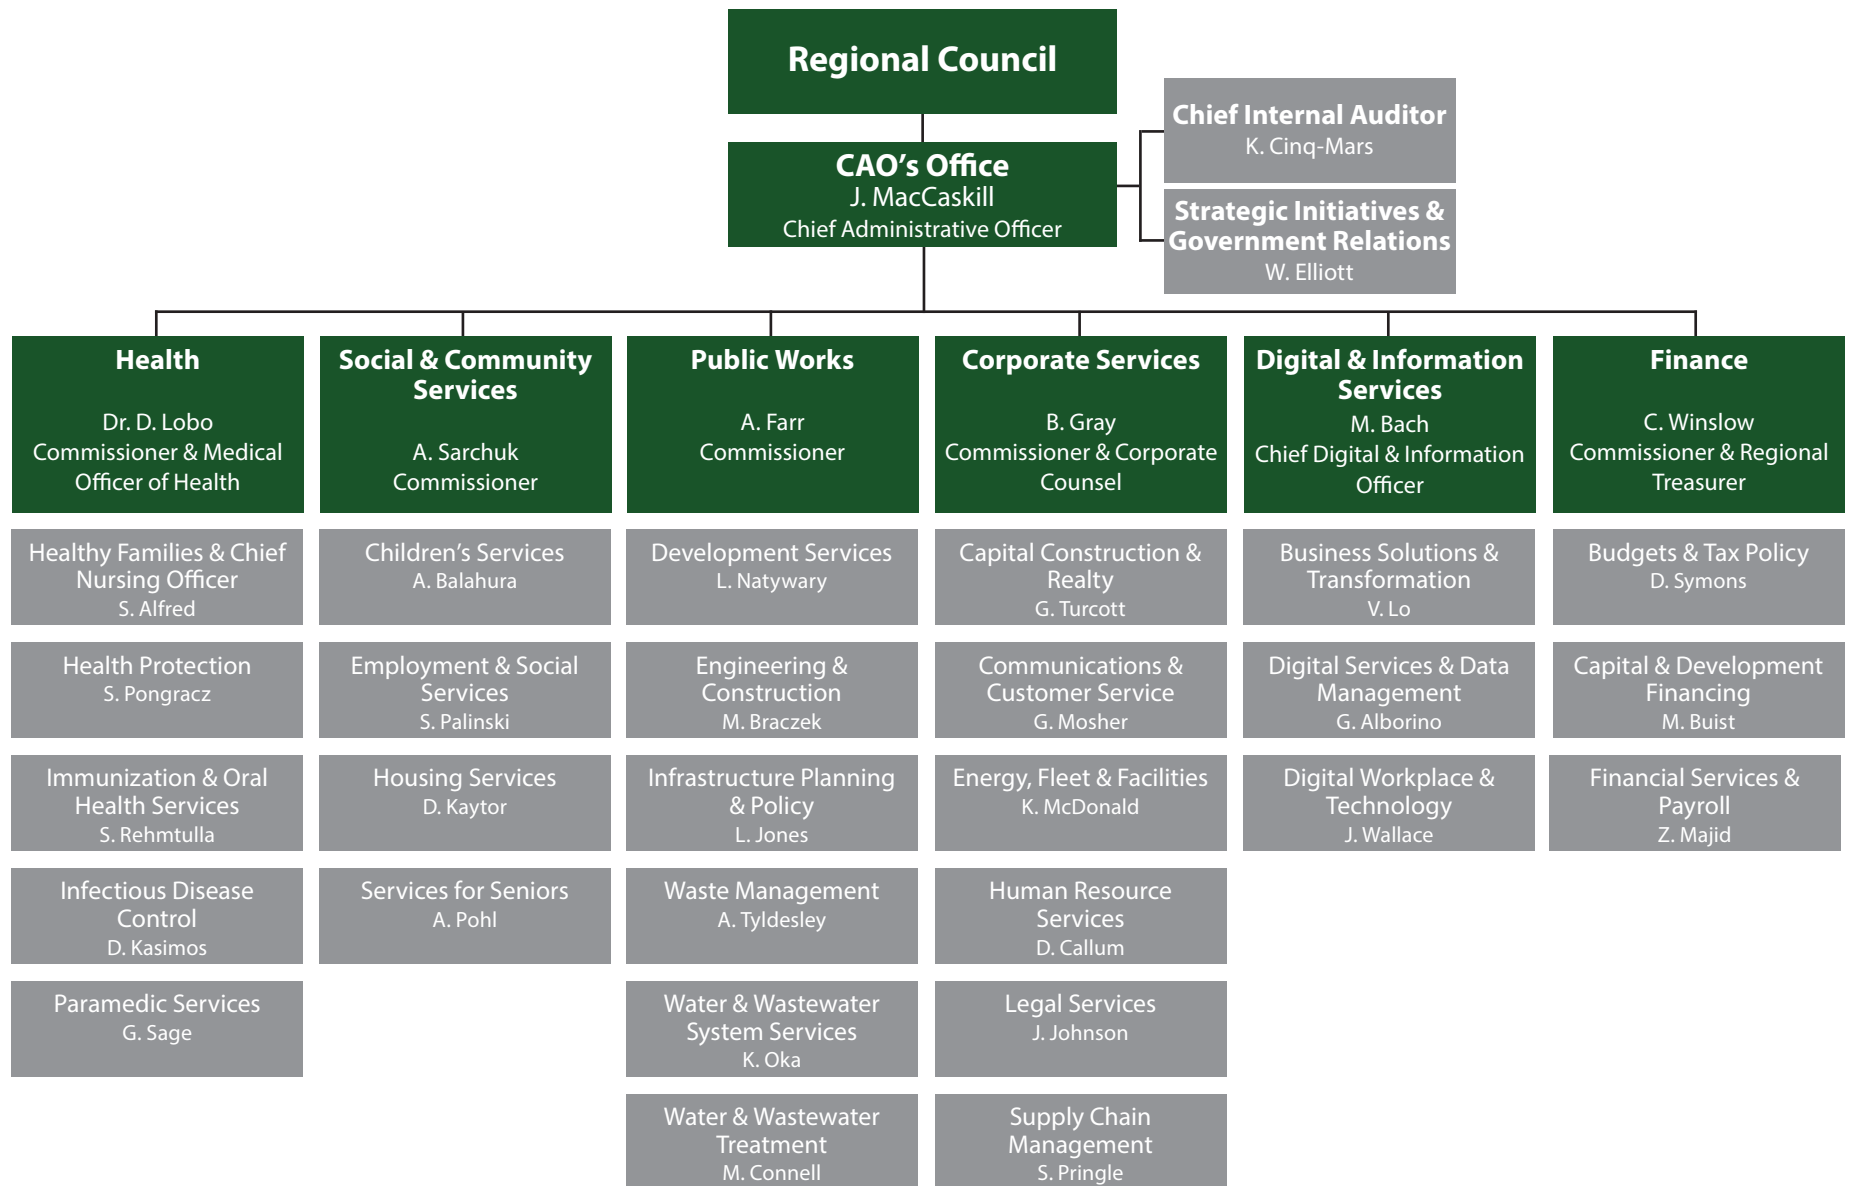 Regional Council
CAO's Office
J. MacCaskill
Chief Administrative Officer
Chief Internal Auditor
K. Cinq-Mars
Strategic Initiatives &
Government Relations
W. Elliott
Health
Dr. D. Lobo
Commissioner & Medical
Officer of Health
Healthy Families & Chief
Nursing Officer
S. Alfred
Health Protection
S. Pongracz
Immunization & Oral
Health Services
S. Rehmtulla
Infectious Disease
Control
D. Kasimos
Paramedic Services
G. Sage
Social & Community
Services
A. Sarchuk
Commissioner
Children's Services
A. Balahura
Employment & Social
Services
S. Palinski
Housing Services
D. Kaytor
Services for Seniors
A. Pohl
Public Works
A. Farr
Commissioner
Development Services
L. Natywary
Engineering &
Construction
M. Braczek
Infrastructure Planning
& Policy
L. Jones
Waste Management
A. Tyldesley
Water & Wastewater
System Services
K. Oka
Water & Wastewater
Treatment
M. Connell
Corporate Services
B. Gray
Commissioner & Corporate
Counsel
Capital Construction &
Realty
G. Turcott
Communications &
Customer Service
G. Mosher
Energy, Fleet & Facilities
K. McDonald
Human Resource
Services
D. Callum
Legal Services
J. Johnson
Supply Chain
Management
S. Pringle
Digital & Information
Services
M. Bach
Chief Digital & Information
Officer
Business Solutions &
Transformation
V. Lo
Digital Services & Data
Management
G. Alborino
Digital Workplace &
Technology
J. Wallace
Finance
C. Winslow
Commissioner & Regional
Treasurer
Budgets & Tax Policy
D. Symons
Capital & Development
Financing
M. Buist
Financial Services &
Payroll
Z. Majid